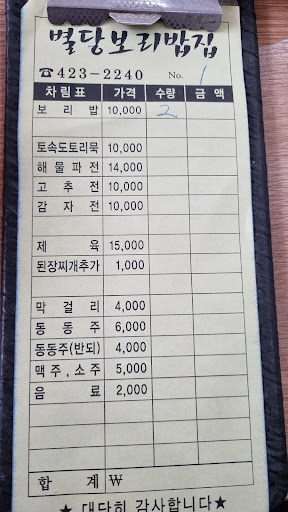 별당보리밥집
☎423-2240 No. 1
차림표 가격 수량 금액
보리밥 10,000 2
토속도토리묵 10,000
해물파전 14,000
고추전 10,000
감자전 10,000
제육 15,000
된장찌개추가 1,000
막걸리 4,000
동동주 6,000
동동주(반되) 4,000
맥주,소주 5,000
음료 2,000
합계 ₩
★ 대단히 감사합니다★